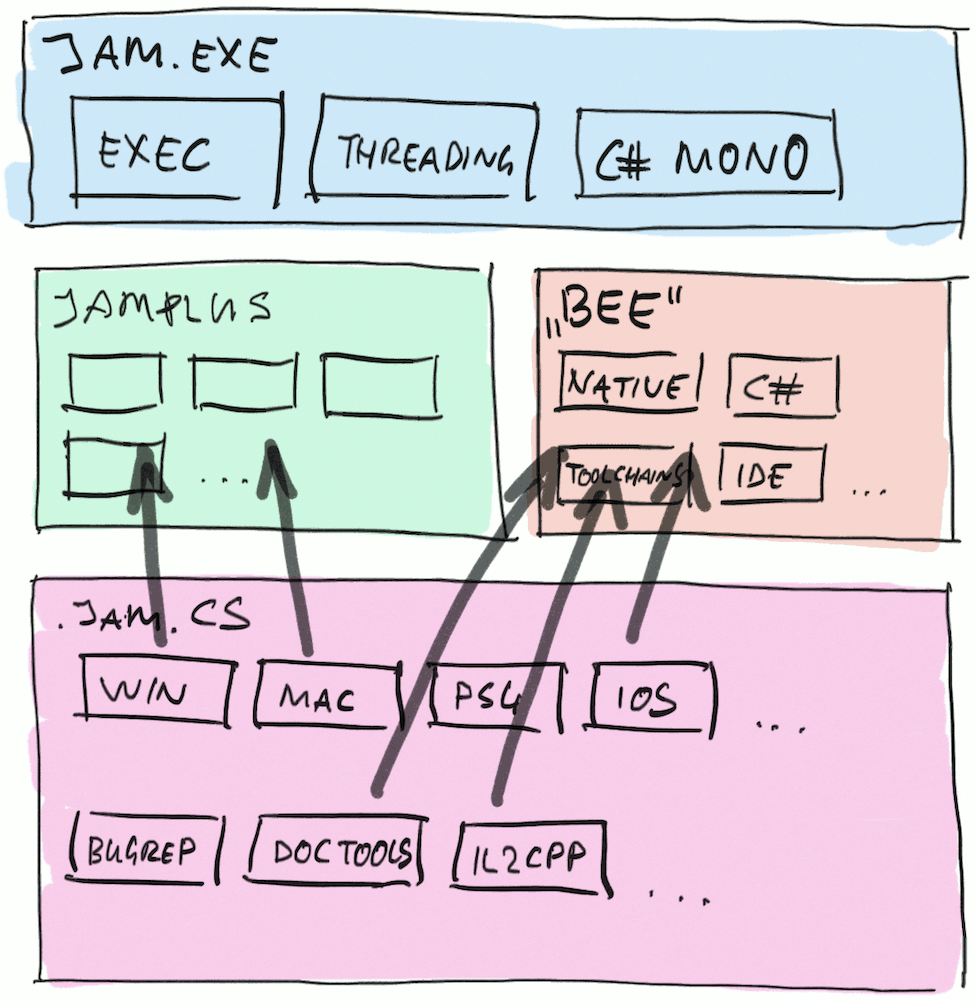 JAM.EXE
EXEC
THREADING
C# MONO
JAMPLUS
...
„BEE"
NATIVE
C#
TOOLCHAINS
IDE
...
.JAM.CS
WIN
MAC
PS4
IOS
...
BUGREP
DOCTOOLS
IL2CPP
...